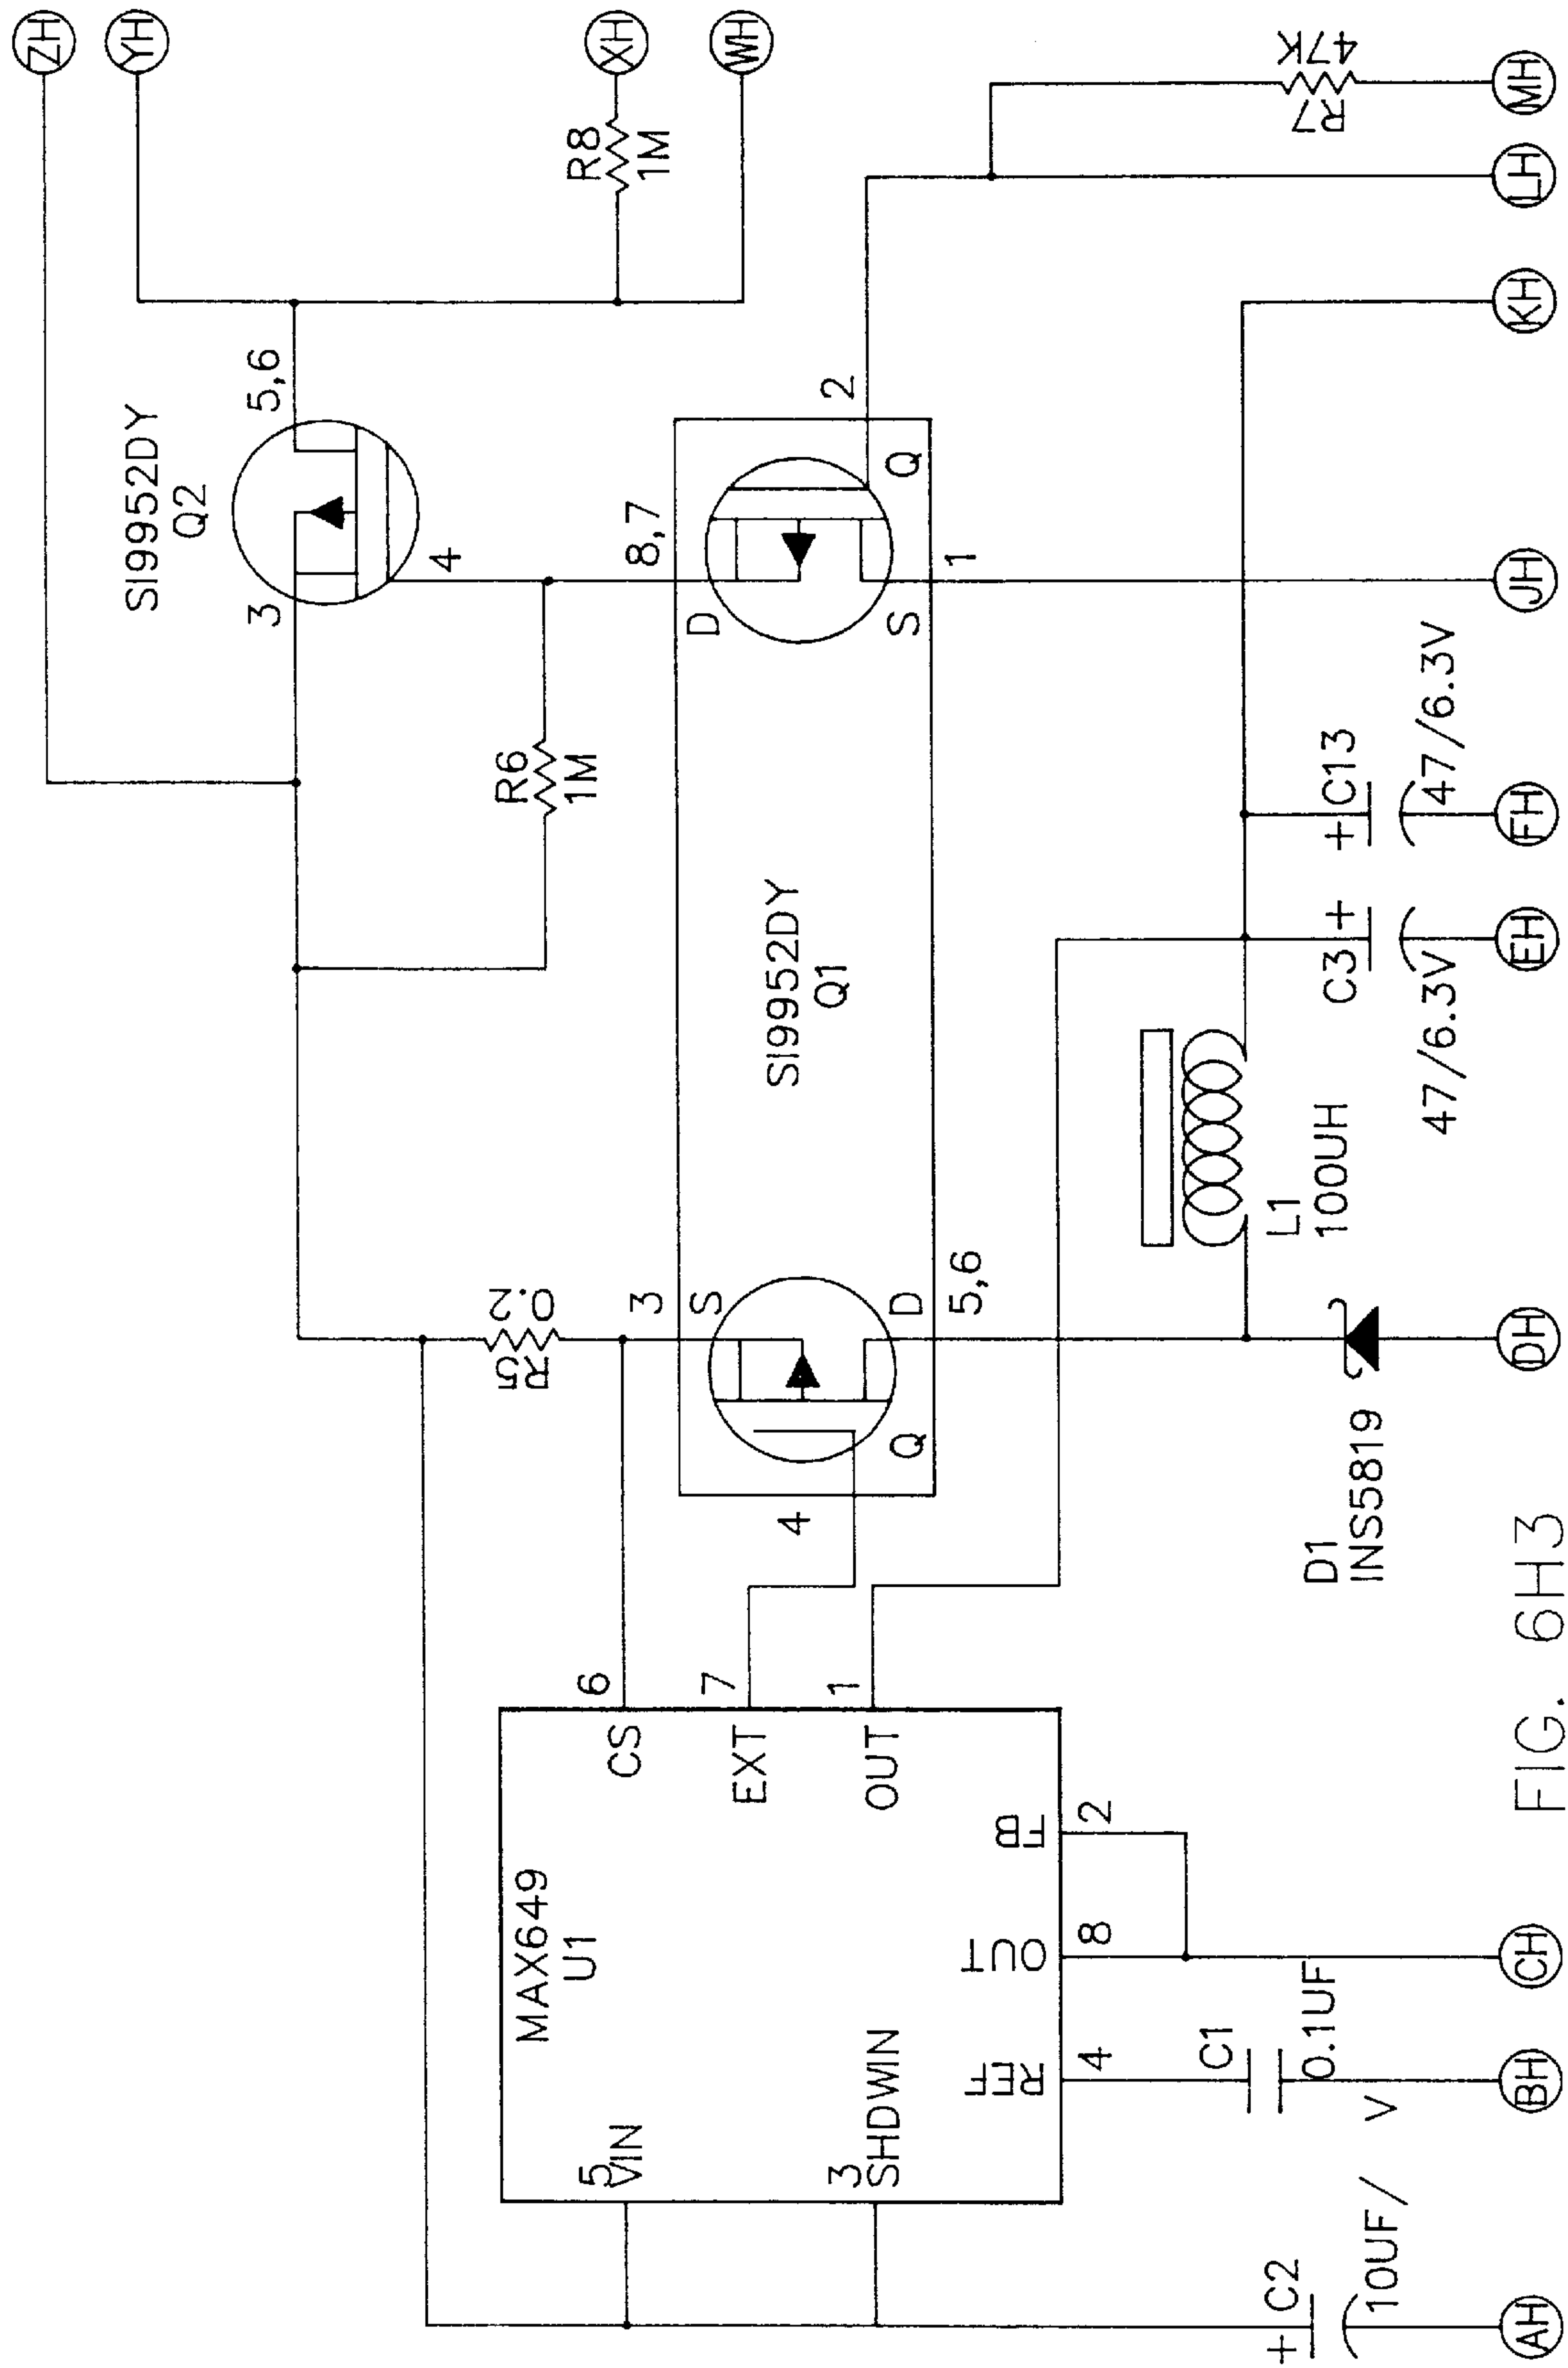 ZH
YH
XH
WH
SI9952DY
Q2
3
5,6
4
R8
1M
R6
1M
R5
0.2
SI9952DY
Q1
3
S
Q
D
5,6
4
8,7
D
Q
S
2
1
MAX649
U1
5
VIN
3
SHDWIN
CS
6
EXT
7
OUT
1
FB
2
OUT
8
REF
4
C1
0.1UF
V
+ C2
10UF/
L1
100UH
D1
INS5819
C3 +
47/6.3V
+ C13
47/6.3V
R7
47K
AH
BH
CH
DH
EH
FH
JH
KH
LH
MH
FIG. 6H3